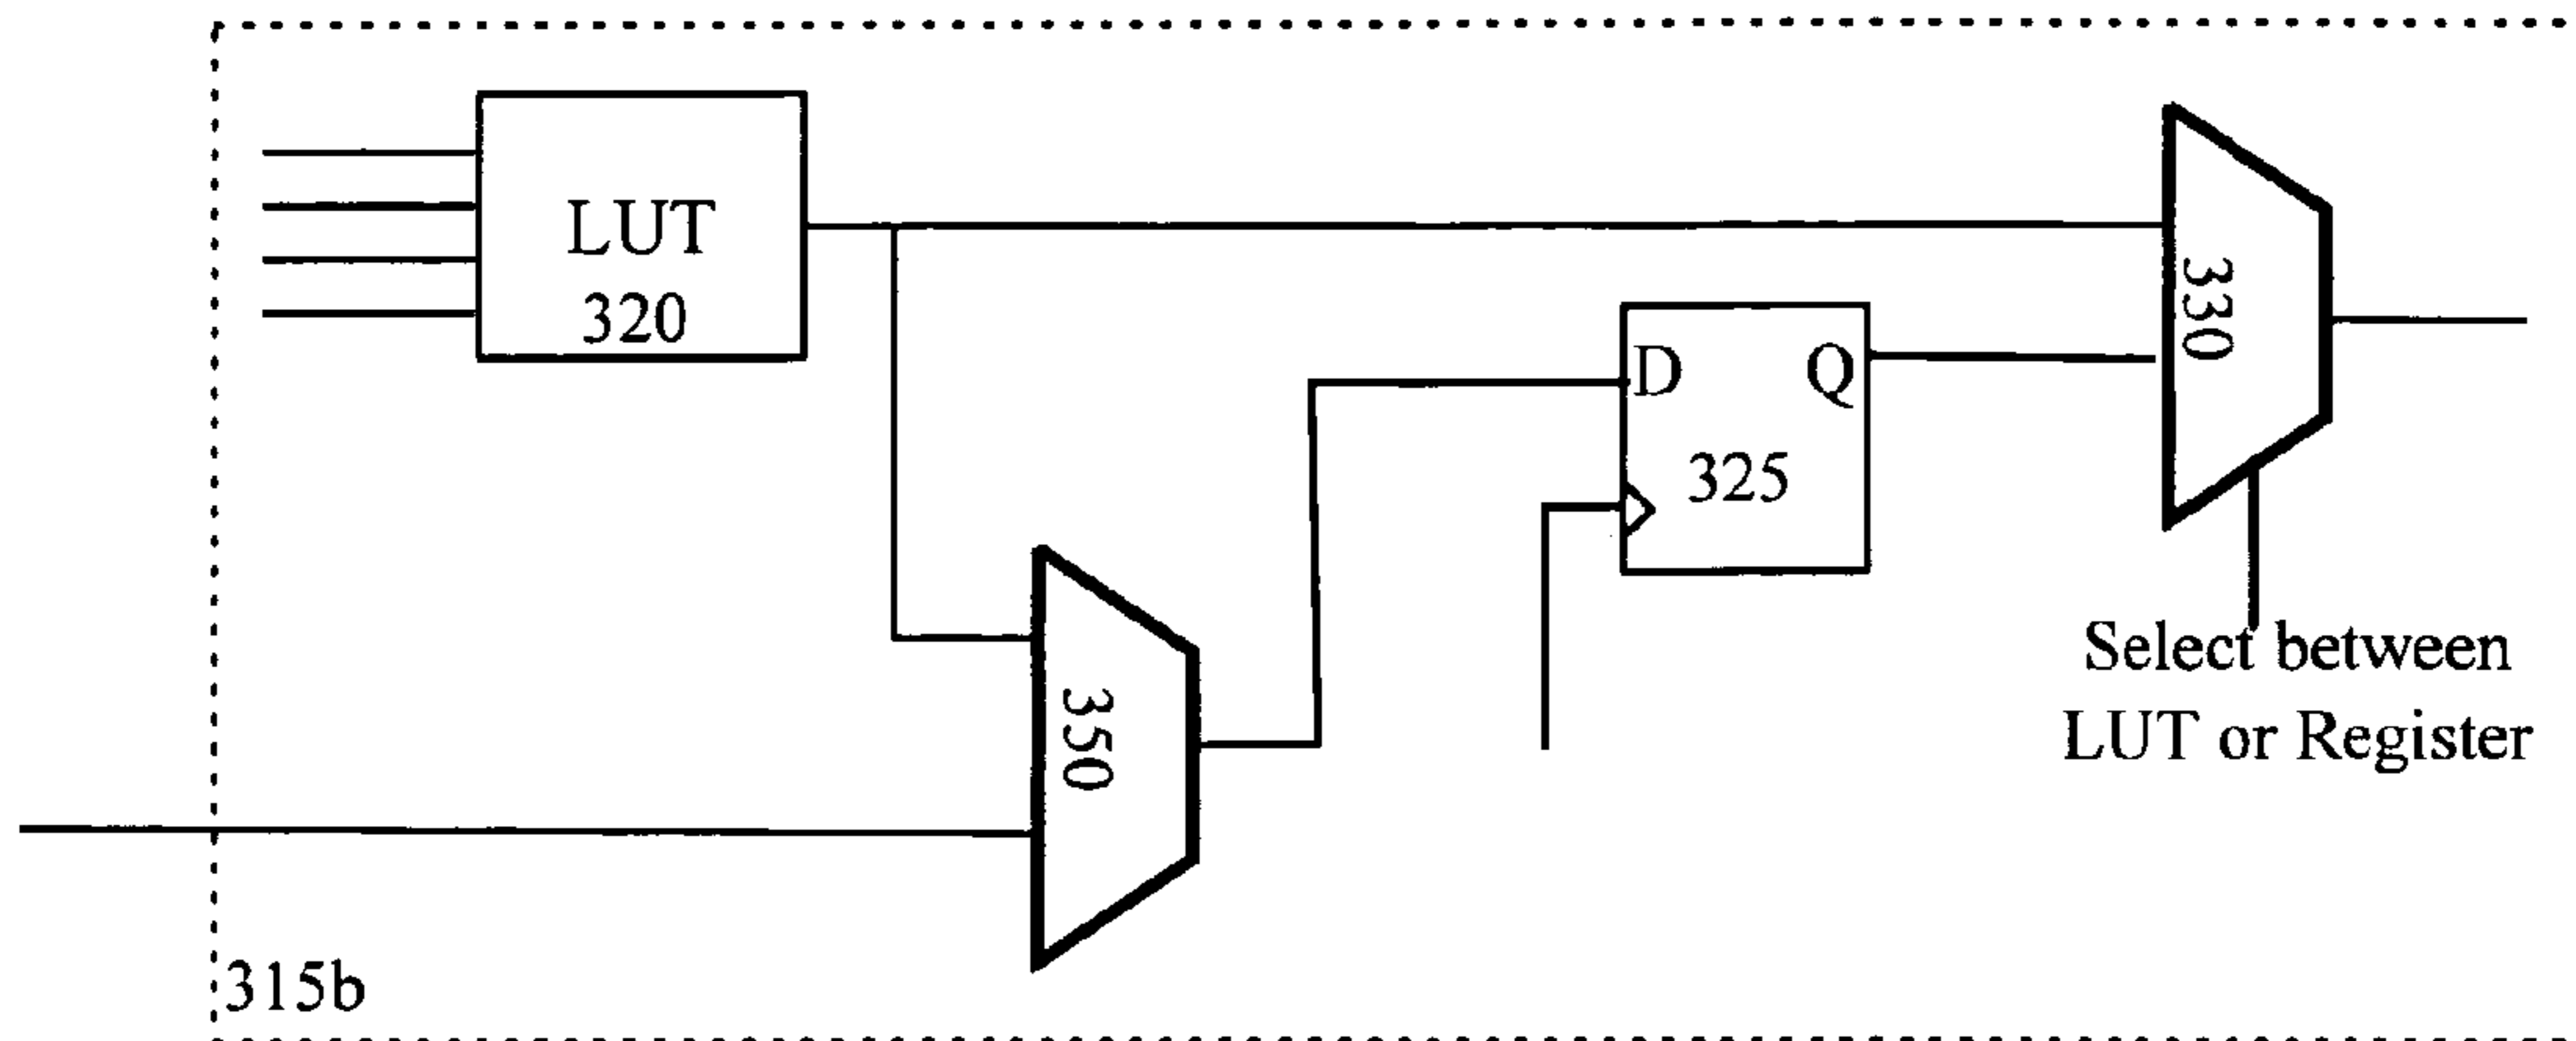 LUT
320
330
D
Q
325
350
Select between
LUT or Register
315b